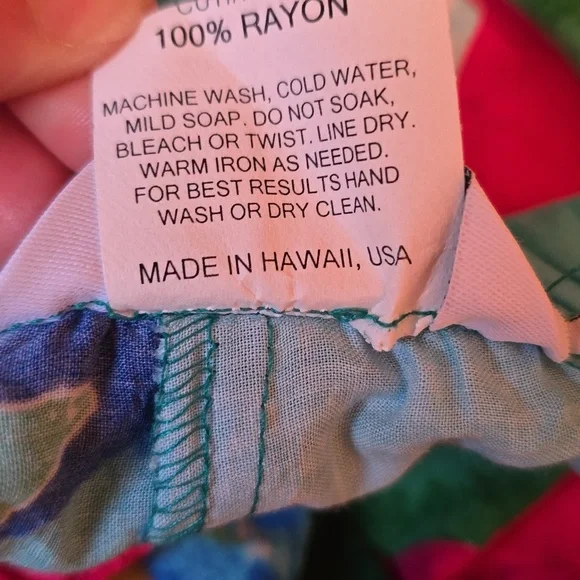 100% RAYON
MACHINE WASH, COLD WATER,
MILD SOAP. DO NOT SOAK,
BLEACH OR TWIST. LINE DRY.
WARM IRON AS NEEDED.
FOR BEST RESULTS HAND
WASH OR DRY CLEAN.
MADE IN HAWAII, USA